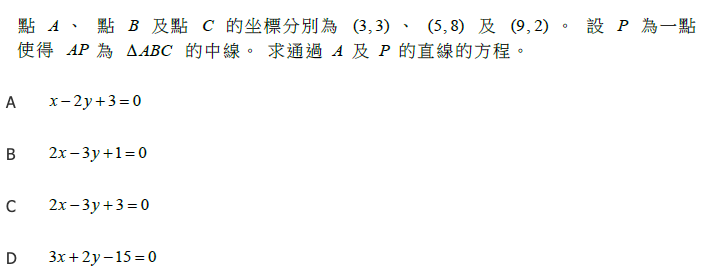 點 A 、 點 B 及點 C 的坐標分別為 (3,3) 、 (5,8) 及 (9,2) 。 設 P 為一點
使得 AP 為 ΔABC 的中線。 求通過 A 及 P 的直線的方程。
A x−2y+3=0
B 2x−3y+1=0
C 2x−3y+3=0
D 3x+2y−15=0